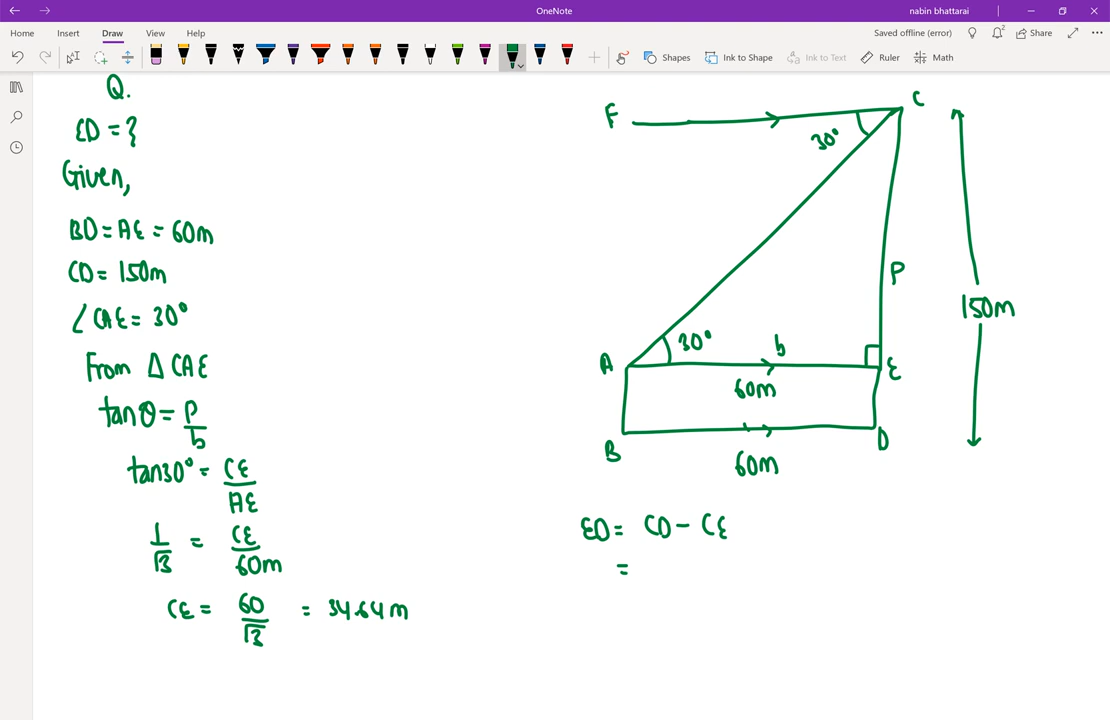 OneNote
nabin bhattarai
Home Insert Draw View Help
Saved offline (error)
Share
Shapes
Ink to Shape
Ink to Text
Ruler
Math
Q.
ED = ?
Given,
BD = AE = 60m
CD = 150m
∠CAE = 30°
From Δ CAE
tanθ = P/b
tan30° = CE/AE
1/√3 = CE/60m
CE = 60/√3 = 34.64 m
F
C
30°
P
150m
A
30°
b
E
60m
B
D
60m
ED = CD - CE
=